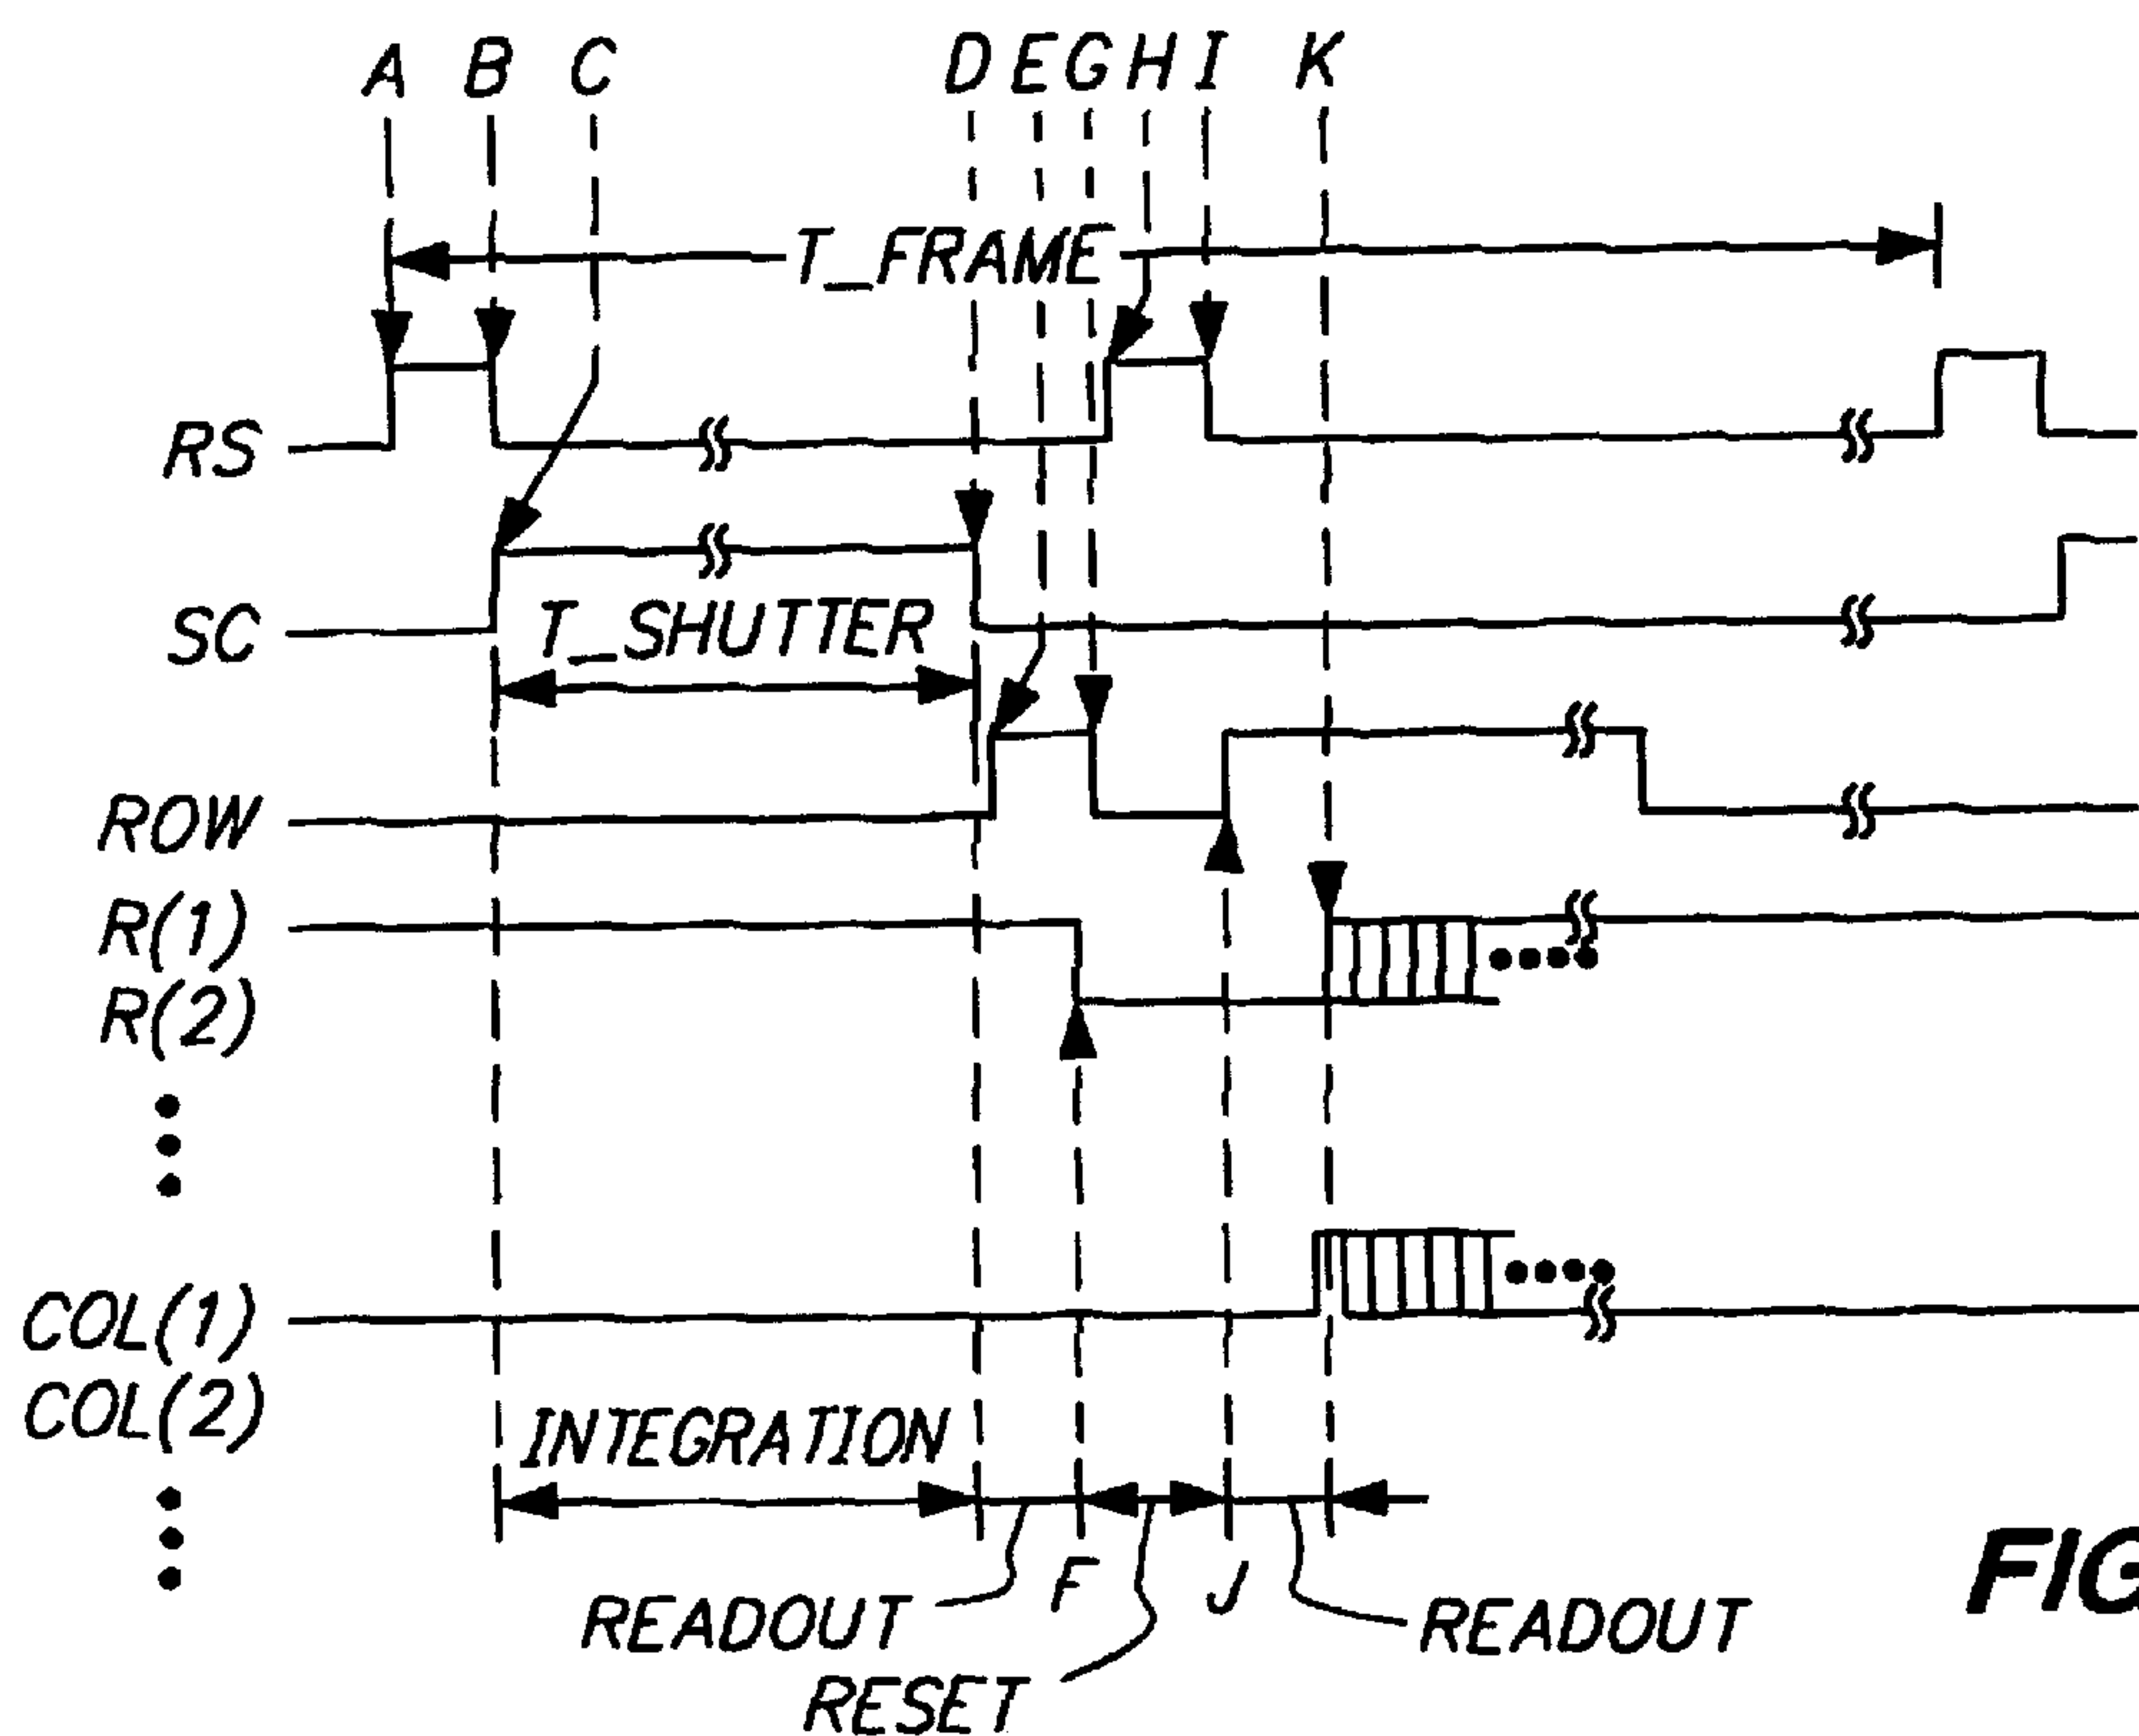 A B C D E G H I K
T_FRAME
RS
SC
T_SHUTTER
ROW
R(1)
R(2)
COL(1)
COL(2)
INTEGRATION
READOUT F J READOUT
RESET
FIG